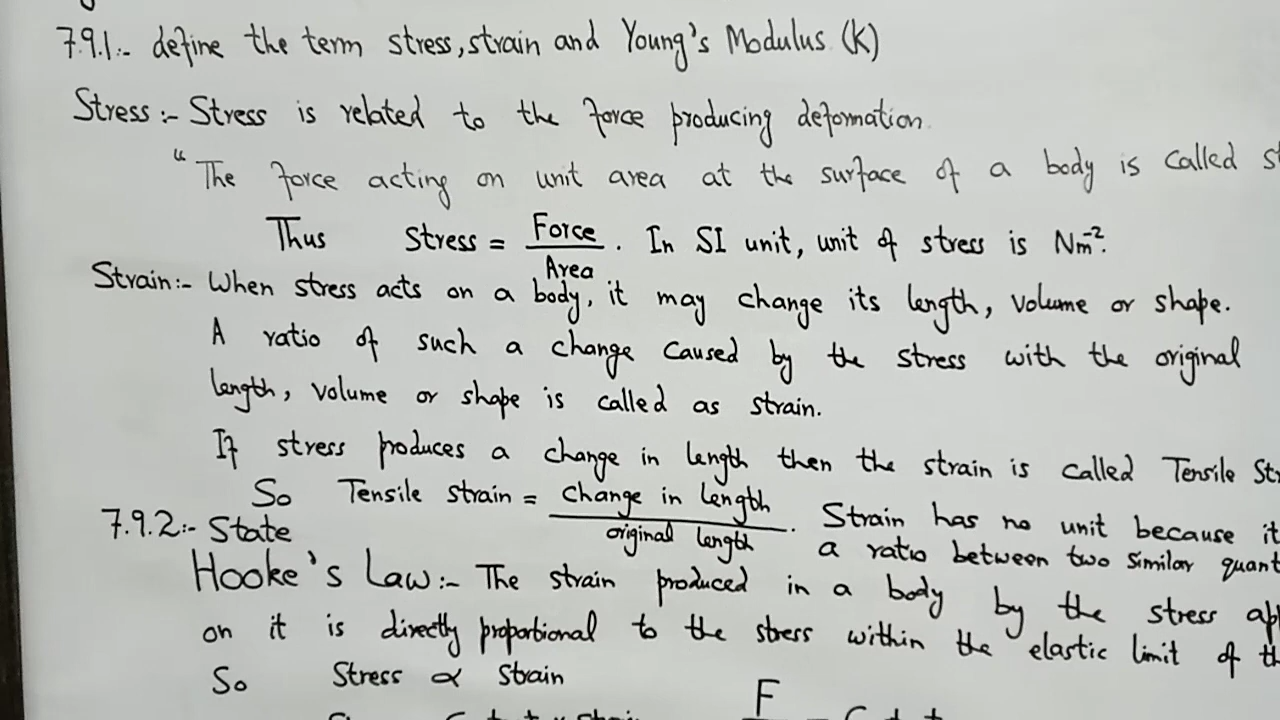 7.9.1:- define the term stress, strain and Young's Modulus (K)
Stress:- Stress is related to the force producing deformation.
"The force acting on unit area at the surface of a body is called
Thus Stress = Force / Area . In SI unit, unit of stress is Nm⁻².
Strain:- When stress acts on a body, it may change its length, volume or shape.
A ratio of such a change caused by the stress with the original
length, volume or shape is called as strain.
If stress produces a change in length then the strain is called Tensile
So Tensile strain = change in length / original length . Strain has no unit because it
a ratio between two similar
7.9.2:- State
Hooke's Law:- The strain produced in a body by the stress
on it is directly proportional to the stress within the elastic limit of
So Stress ∝ Strain
F